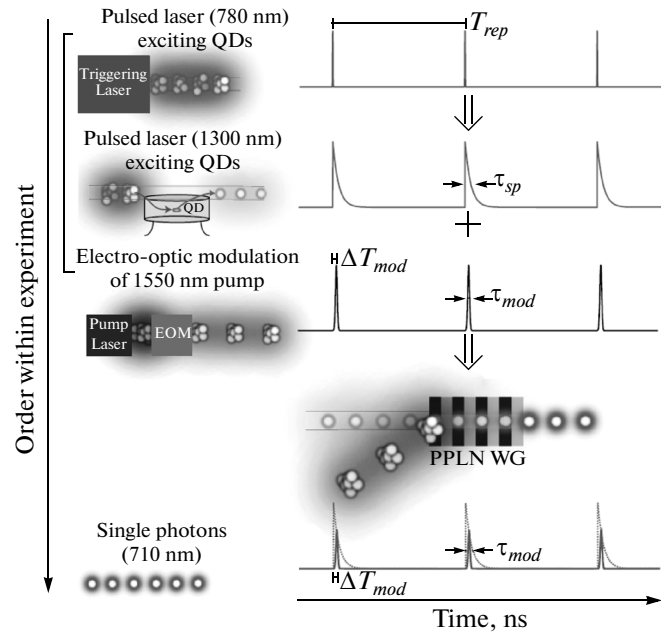 Pulsed laser (780 nm)
exciting QDs
T_rep
Triggering
Laser
Pulsed laser (1300 nm)
exciting QDs
QD
τ_sp
Electro-optic modulation
of 1550 nm pump
ΔT_mod
Pump
Laser
EOM
τ_mod
PPLN WG
Single photons
(710 nm)
τ_mod
ΔT_mod
Order within experiment
Time, ns